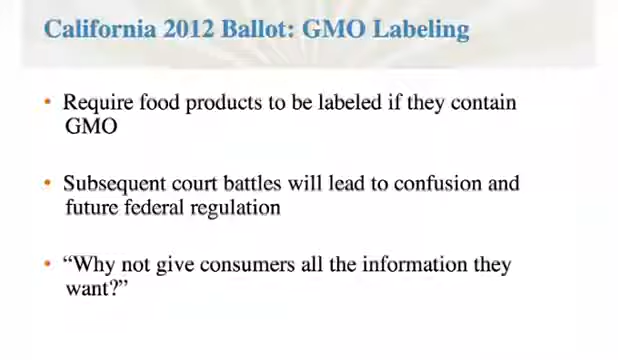 California 2012 Ballot: GMO Labeling
• Require food products to be labeled if they contain
GMO
• Subsequent court battles will lead to confusion and
future federal regulation
• “Why not give consumers all the information they
want?”